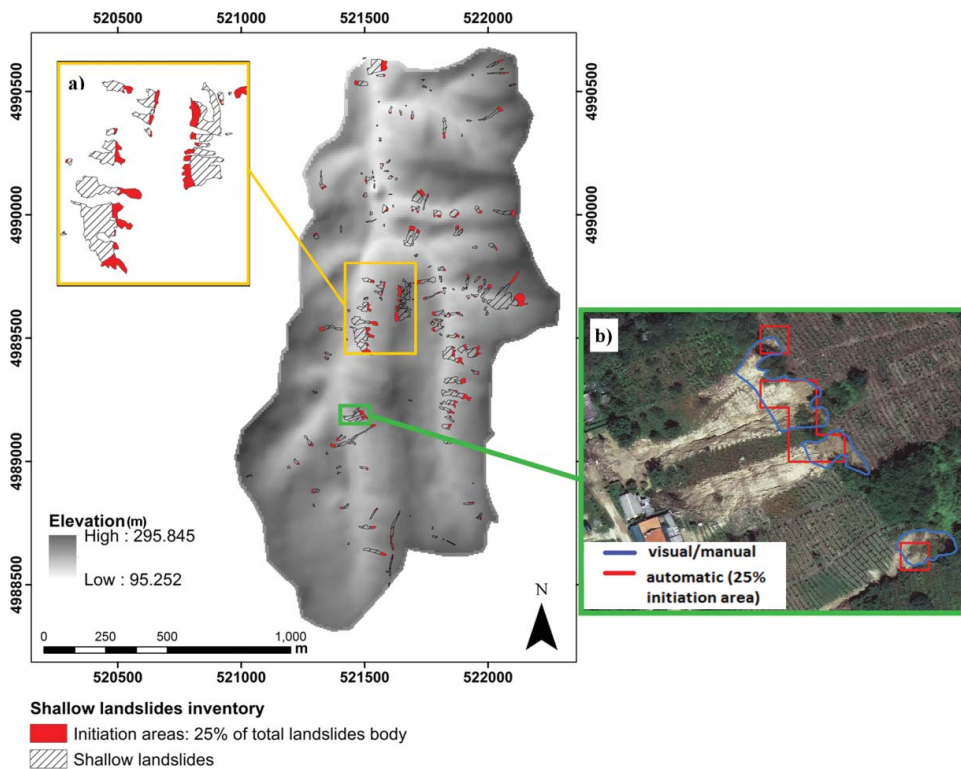 520500 521000 521500 522000
a)
4990500
4990500
4990000
4990000
4989500
4989500
4989000
4989000
4988500
4988500
b)
visual/manual
automatic (25%
initiation area)
Elevation(m)
High : 295.845
Low : 95.252
N
0 250 500 1,000
m
520500 521000 521500 522000
Shallow landslides inventory
Initiation areas: 25% of total landslides body
Shallow landslides